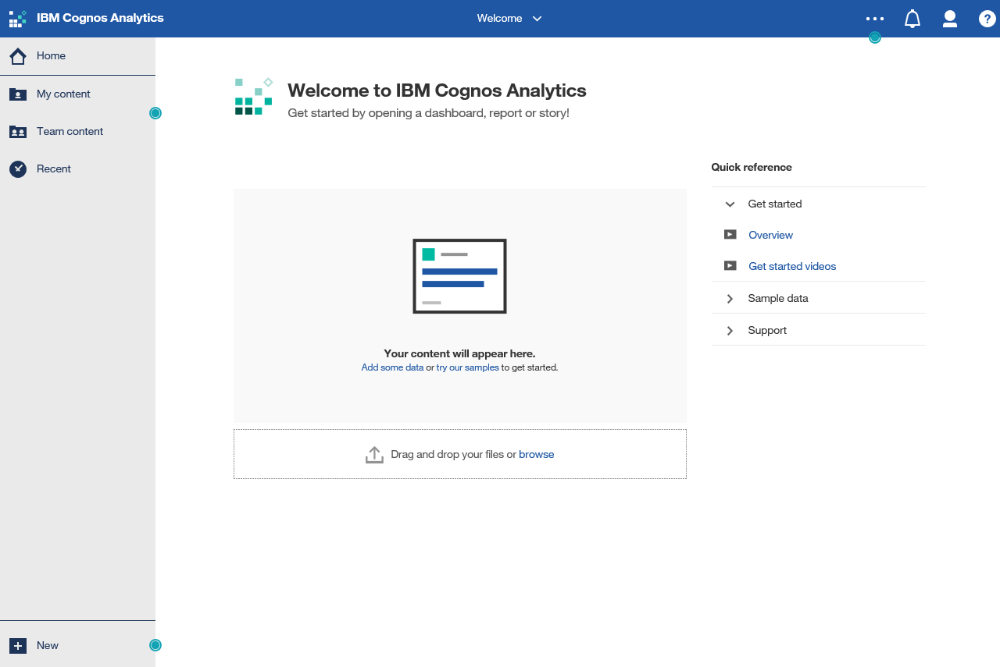 IBM Cognos Analytics
Welcome
?
Home
My content
Team content
Recent
New
Welcome to IBM Cognos Analytics
Get started by opening a dashboard, report or story!
Your content will appear here.
Add some data or try our samples to get started.
Drag and drop your files or browse
Quick reference
Get started
Overview
Get started videos
Sample data
Support